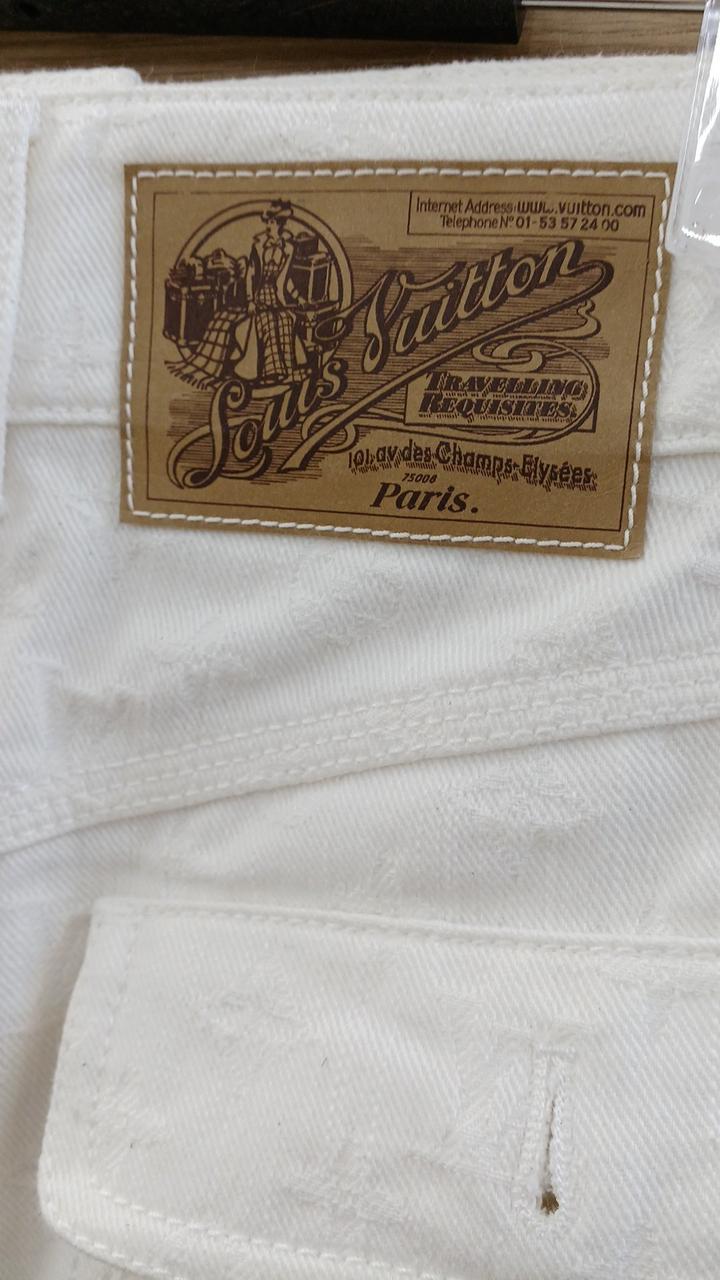 Internet Address: www.vuitton.com
Telephone Nº 01-53 57 24 00
Louis Vuitton
TRAVELLING
REQUISITES
101, av des Champs-Elysées
75008
Paris.